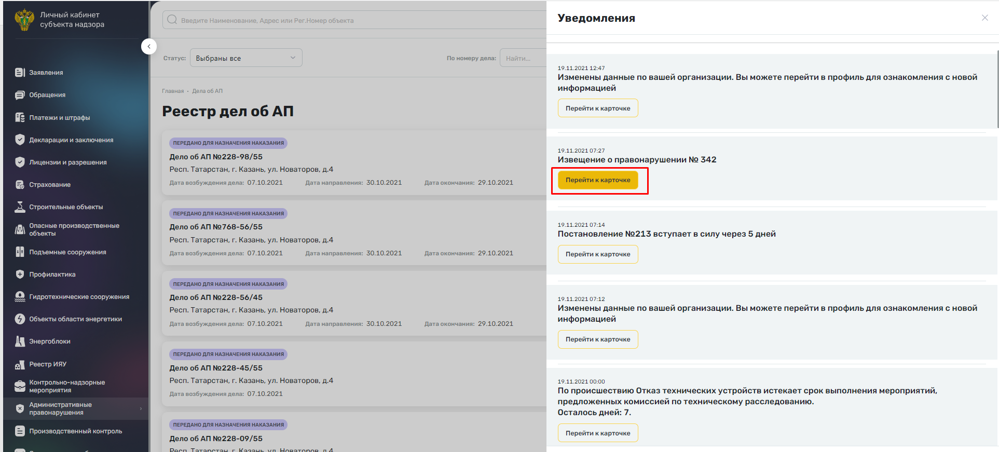 Личный кабинет
субъекта надзора
Заявления
Обращения
Платежи и штрафы
Декларации и заключения
Лицензии и разрешения
Страхование
Строительные объекты
Опасные производственные
объекты
Подъемные сооружения
Профилактика
Гидротехнические сооружения
Объекты области энергетики
Энергоблоки
Реестр ИЯУ
Контрольно-надзорные
мероприятия
Административные
правонарушения
Производственный контроль
Введите Наименование, Адрес или Рег.Номер объекта
Статус: Выбраны все
По номеру дела: Найти...
Главная • Дела об АП
Реестр дел об АП
ПЕРЕДАНО ДЛЯ НАЗНАЧЕНИЯ НАКАЗАНИЯ
Дело об АП №228-98/55
Респ. Татарстан, г. Казань, ул. Новаторов, д.4
Дата возбуждения дела: 07.10.2021 Дата направления: 30.10.2021 Дата окончания: 29.10.2021
ПЕРЕДАНО ДЛЯ НАЗНАЧЕНИЯ НАКАЗАНИЯ
Дело об АП №768-56/55
Респ. Татарстан, г. Казань, ул. Новаторов, д.4
Дата возбуждения дела: 07.10.2021 Дата направления: 30.10.2021 Дата окончания: 29.10.2021
ПЕРЕДАНО ДЛЯ НАЗНАЧЕНИЯ НАКАЗАНИЯ
Дело об АП №228-56/45
Респ. Татарстан, г. Казань, ул. Новаторов, д.4
Дата возбуждения дела: 07.10.2021 Дата направления: 30.10.2021 Дата окончания: 29.10.2021
ПЕРЕДАНО ДЛЯ НАЗНАЧЕНИЯ НАКАЗАНИЯ
Дело об АП №228-45/55
Респ. Татарстан, г. Казань, ул. Новаторов, д.4
Дата возбуждения дела: 07.10.2021
ПЕРЕДАНО ДЛЯ НАЗНАЧЕНИЯ НАКАЗАНИЯ
Дело об АП №228-09/55
Респ. Татарстан, г. Казань, ул. Новаторов, д.4
Уведомления
19.11.2021 12:47
Изменены данные по вашей организации. Вы можете перейти в профиль для ознакомления с новой
информацией
Перейти к карточке
19.11.2021 07:27
Извещение о правонарушении № 342
Перейти к карточке
19.11.2021 07:14
Постановление №213 вступает в силу через 5 дней
Перейти к карточке
19.11.2021 07:12
Изменены данные по вашей организации. Вы можете перейти в профиль для ознакомления с новой
информацией
Перейти к карточке
19.11.2021 00:00
По происшествию Отказ технических устройств истекает срок выполнения мероприятий,
предложенных комиссией по техническому расследованию.
Осталось дней: 7.
Перейти к карточке